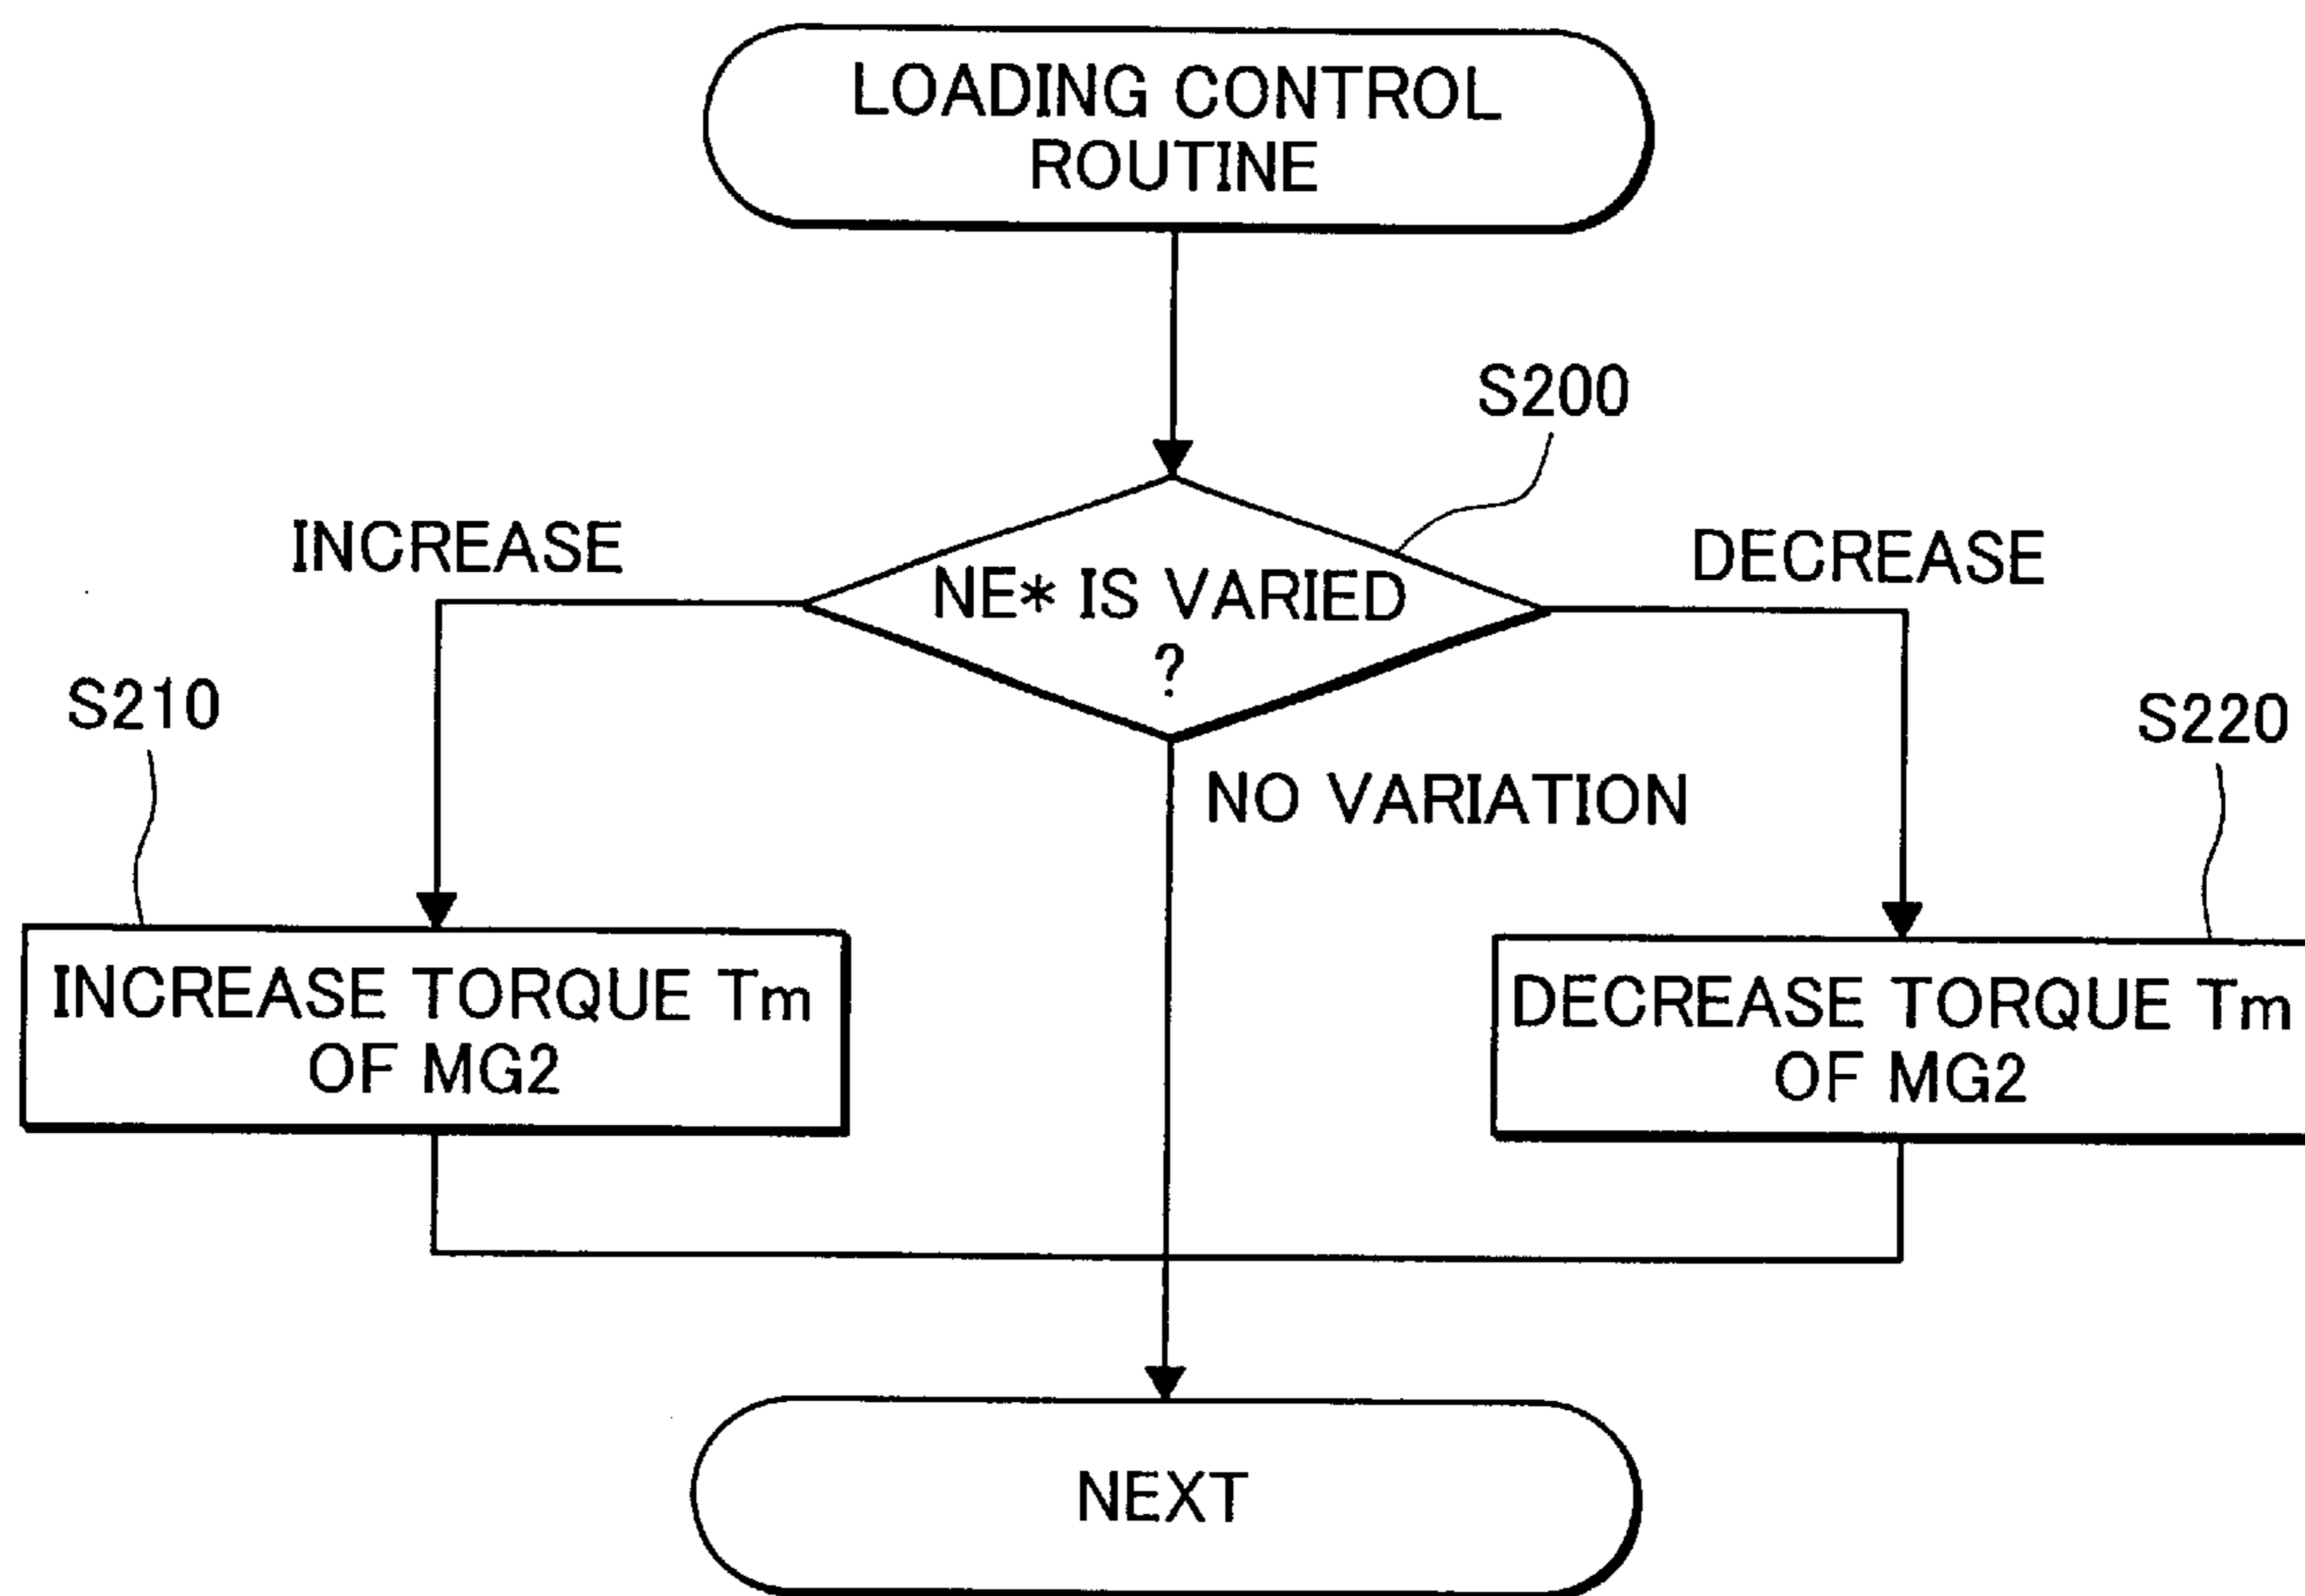 LOADING CONTROL
ROUTINE
S200
INCREASE
DECREASE
NE* IS VARIED
?
S210
S220
NO VARIATION
INCREASE TORQUE Tm
OF MG2
DECREASE TORQUE Tm
OF MG2
NEXT